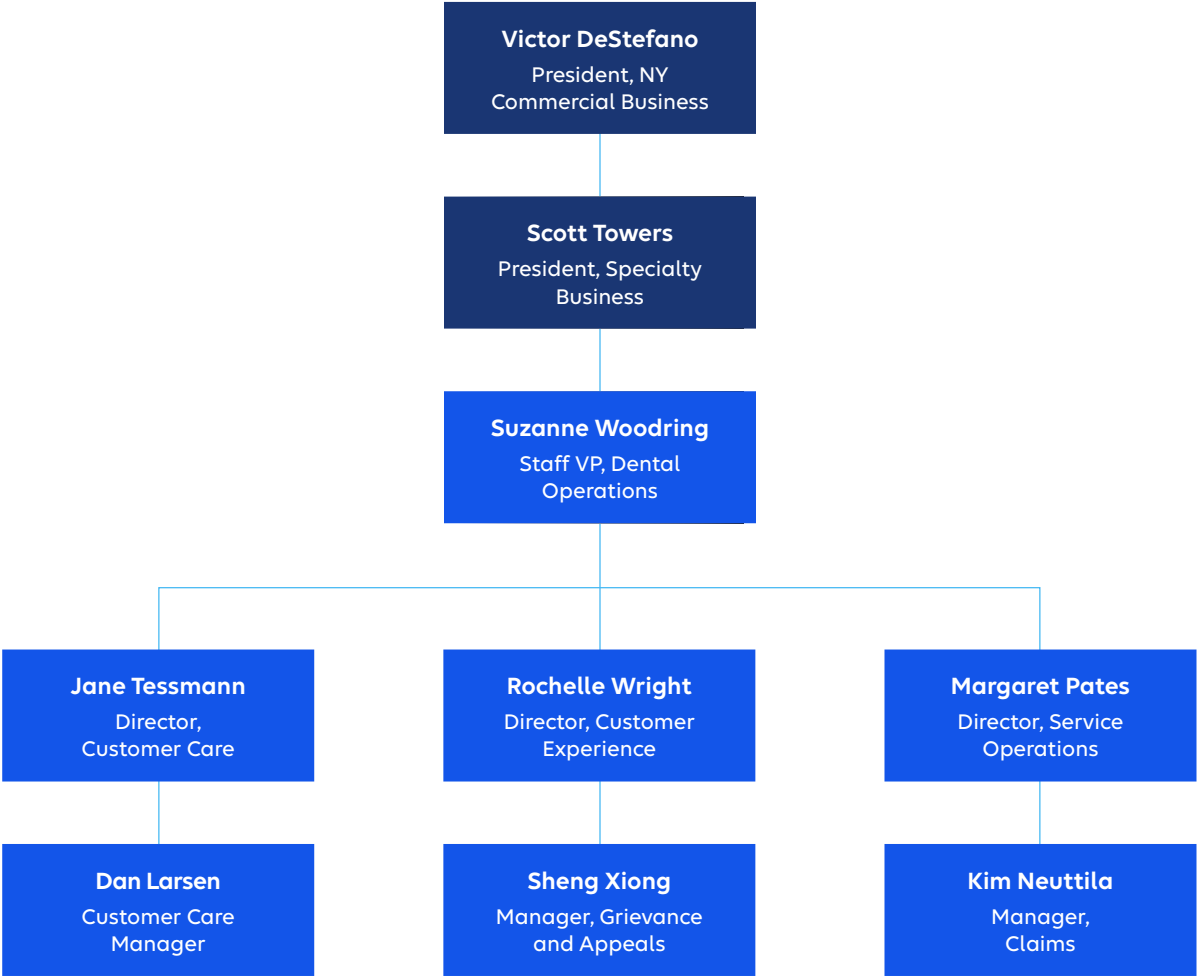 Victor DeStefano
President, NY
Commercial Business
Scott Towers
President, Specialty
Business
Suzanne Woodring
Staff VP, Dental
Operations
Jane Tessmann
Director,
Customer Care
Rochelle Wright
Director, Customer
Experience
Margaret Pates
Director, Service
Operations
Dan Larsen
Customer Care
Manager
Sheng Xiong
Manager, Grievance
and Appeals
Kim Neuttila
Manager,
Claims